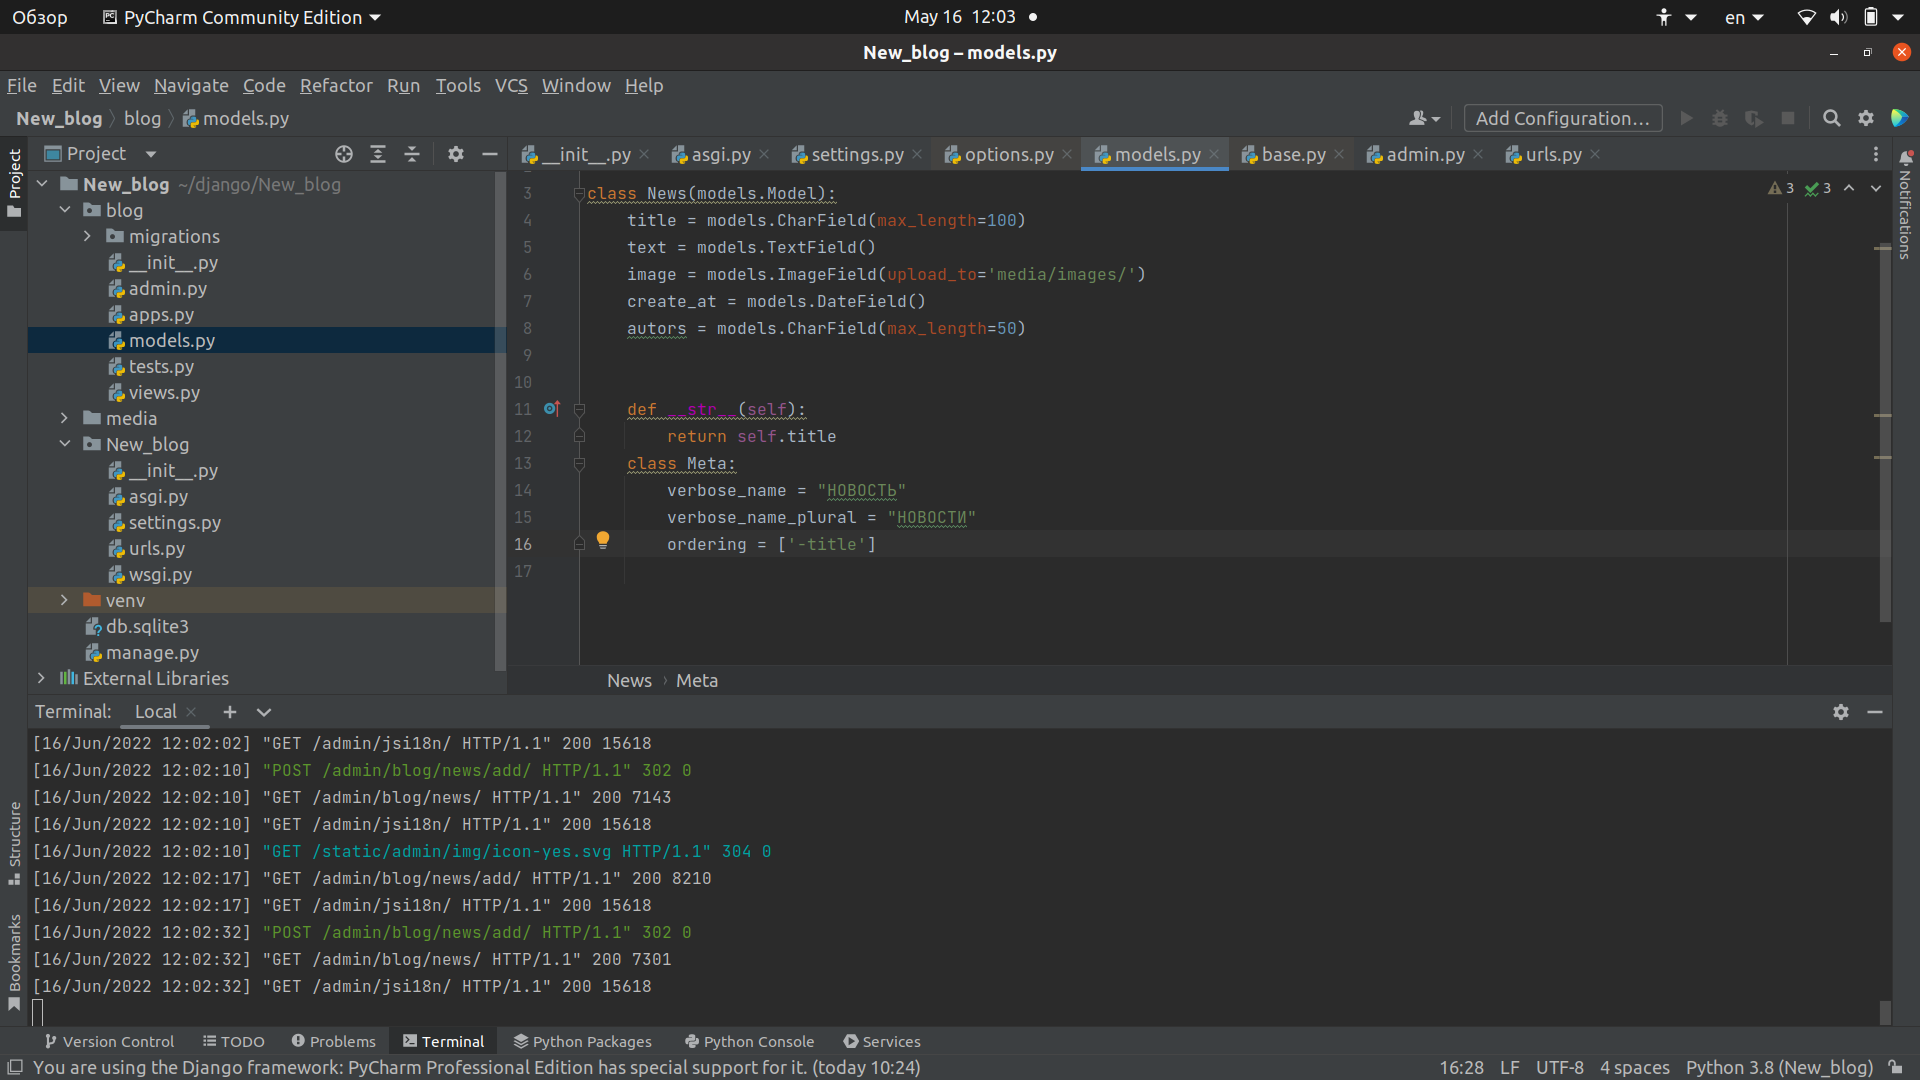 Обзор PyCharm Community Edition May 16 12:03 en
New_blog – models.py
File Edit View Navigate Code Refactor Run Tools VCS Window Help
New_blog blog models.py Add Configuration...
Project __init__.py asgi.py settings.py options.py models.py base.py admin.py urls.py
Project
New_blog ~/django/New_blog
blog
migrations
__init__.py
admin.py
apps.py
models.py
tests.py
views.py
media
New_blog
__init__.py
asgi.py
settings.py
urls.py
wsgi.py
venv
db.sqlite3
manage.py
External Libraries
3 class News(models.Model): 3 3
4 title = models.CharField(max_length=100)
5 text = models.TextField()
6 image = models.ImageField(upload_to='media/images/')
7 create_at = models.DateField()
8 autors = models.CharField(max_length=50)
9
10
11 def __str__(self):
12 return self.title
13 class Meta:
14 verbose_name = "НОВОСТЬ"
15 verbose_name_plural = "НОВОСТИ"
16 ordering = ['-title']
17
News Meta
Notifications
Terminal: Local
[16/Jun/2022 12:02:02] "GET /admin/jsi18n/ HTTP/1.1" 200 15618
[16/Jun/2022 12:02:10] "POST /admin/blog/news/add/ HTTP/1.1" 302 0
[16/Jun/2022 12:02:10] "GET /admin/blog/news/ HTTP/1.1" 200 7143
[16/Jun/2022 12:02:10] "GET /admin/jsi18n/ HTTP/1.1" 200 15618
[16/Jun/2022 12:02:10] "GET /static/admin/img/icon-yes.svg HTTP/1.1" 304 0
[16/Jun/2022 12:02:17] "GET /admin/blog/news/add/ HTTP/1.1" 200 8210
[16/Jun/2022 12:02:17] "GET /admin/jsi18n/ HTTP/1.1" 200 15618
[16/Jun/2022 12:02:32] "POST /admin/blog/news/add/ HTTP/1.1" 302 0
[16/Jun/2022 12:02:32] "GET /admin/blog/news/ HTTP/1.1" 200 7301
[16/Jun/2022 12:02:32] "GET /admin/jsi18n/ HTTP/1.1" 200 15618
Structure
Bookmarks
Version Control TODO Problems Terminal Python Packages Python Console Services
You are using the Django framework: PyCharm Professional Edition has special support for it. (today 10:24) 16:28 LF UTF-8 4 spaces Python 3.8 (New_blog)